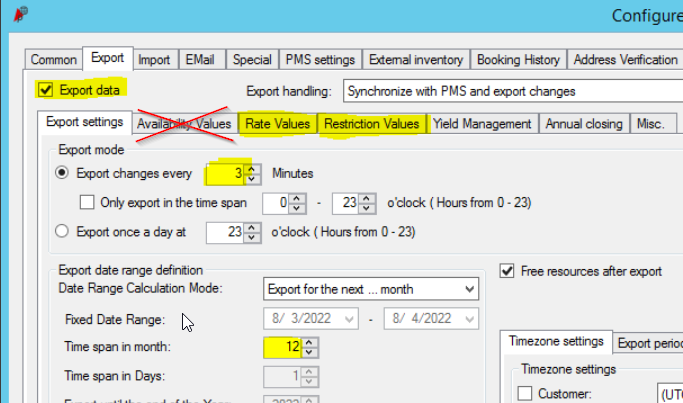 Configure
Common Export Import EMail Special PMS settings External inventory Booking History Address Verification
Export data Export handling: Synchronize with PMS and export changes
Export settings Availability Values Rate Values Restriction Values Yield Management Annual closing Misc.
Export mode
Export changes every 3 Minutes
Only export in the time span 0 - 23 o'clock ( Hours from 0 - 23)
Export once a day at 23 o'clock ( Hours from 0 - 23)
Export date range definition Free resources after export
Date Range Calculation Mode: Export for the next ... month
Fixed Date Range: 8/ 3/2022 - 8/ 4/2022
Time span in month: 12 Timezone settings Export period
Time span in Days: 1 Timezone settings
Customer: (UTC